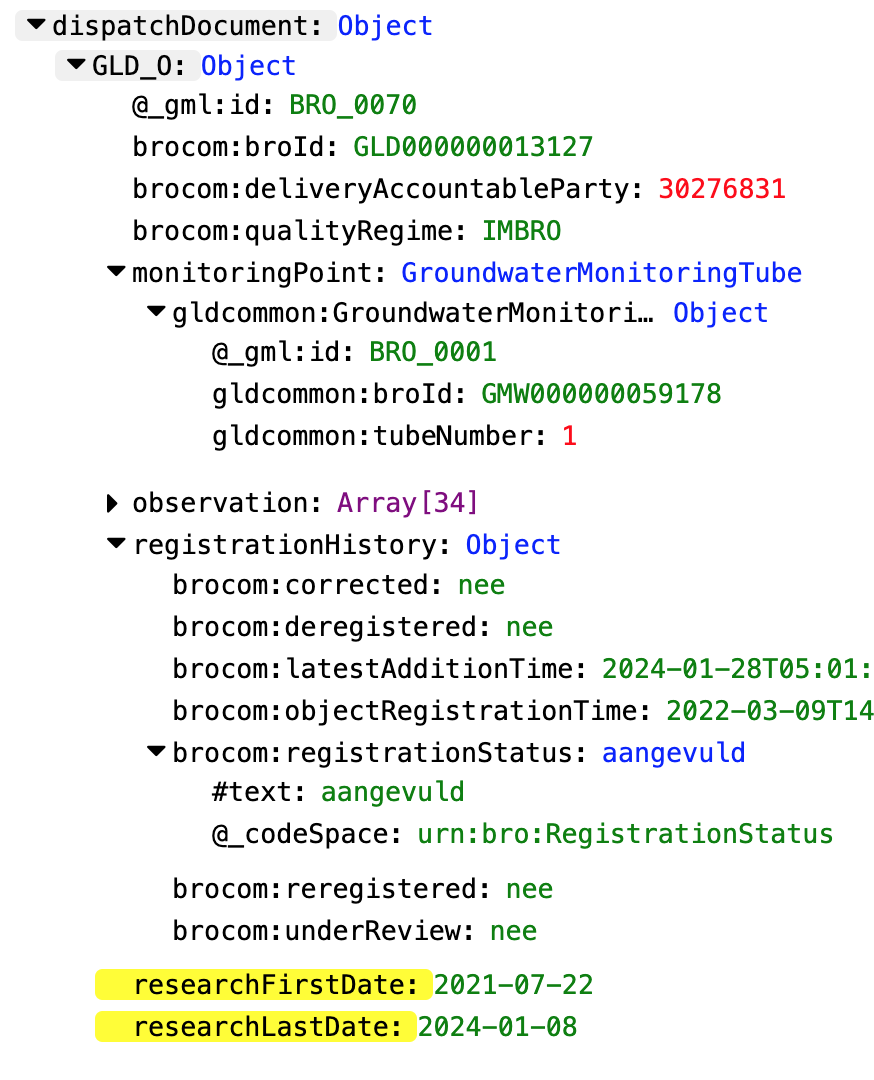 dispatchDocument: Object
GLD_O: Object
@_gml:id: BRO_0070
brocom:broId: GLD000000013127
brocom:deliveryAccountableParty: 30276831
brocom:qualityRegime: IMBRO
monitoringPoint: GroundwaterMonitoringTube
gldcommon:GroundwaterMonitori… Object
@_gml:id: BRO_0001
gldcommon:broId: GMW000000059178
gldcommon:tubeNumber: 1
observation: Array[34]
registrationHistory: Object
brocom:corrected: nee
brocom:deregistered: nee
brocom:latestAdditionTime: 2024-01-28T05:01:
brocom:objectRegistrationTime: 2022-03-09T14
brocom:registrationStatus: aangevuld
#text: aangevuld
@_codeSpace: urn:bro:RegistrationStatus
brocom:reregistered: nee
brocom:underReview: nee
researchFirstDate: 2021-07-22
researchLastDate: 2024-01-08